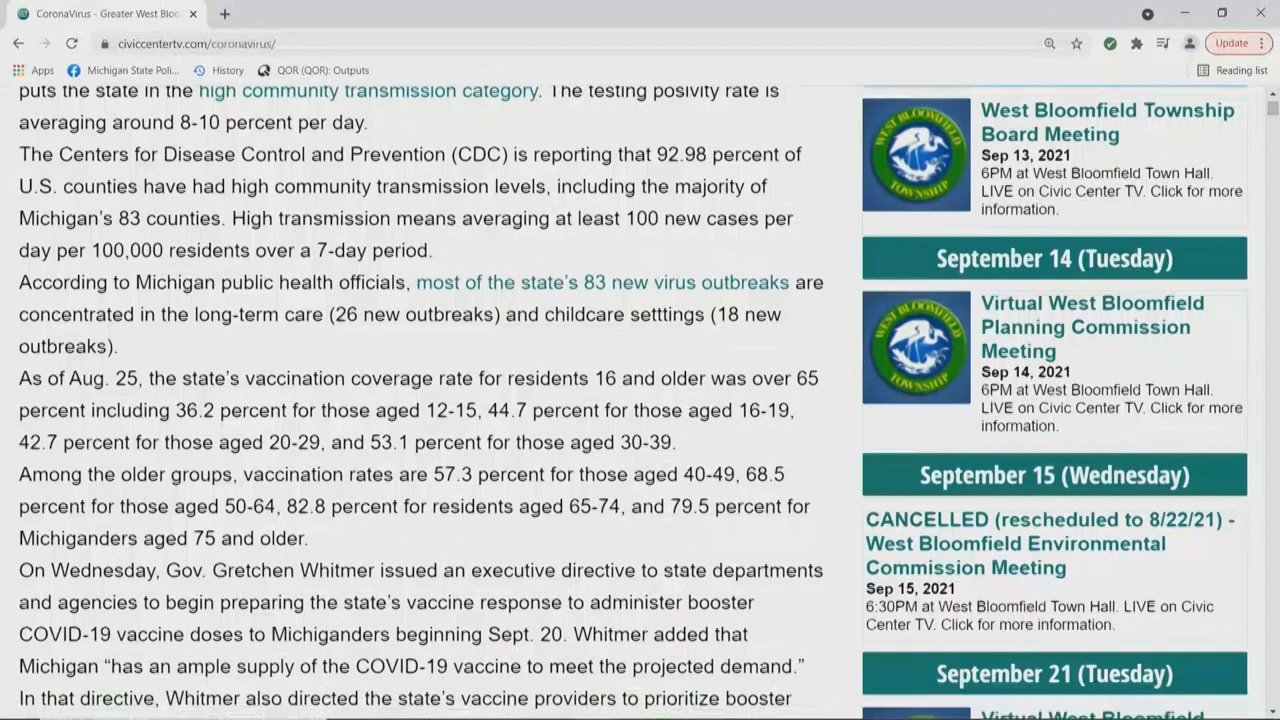 CoronaVirus - Greater West Bloo
civiccentertv.com/coronavirus/
Update
Apps
Michigan State Poli...
History
QOR (QOR): Outputs
Reading list
puts the state in the high community transmission category. The testing posivity rate is
averaging around 8-10 percent per day.
The Centers for Disease Control and Prevention (CDC) is reporting that 92.98 percent of
U.S. counties have had high community transmission levels, including the majority of
Michigan's 83 counties. High transmission means averaging at least 100 new cases per
day per 100,000 residents over a 7-day period.
According to Michigan public health officials, most of the state's 83 new virus outbreaks are
concentrated in the long-term care (26 new outbreaks) and childcare setttings (18 new
outbreaks).
As of Aug. 25, the state's vaccination coverage rate for residents 16 and older was over 65
percent including 36.2 percent for those aged 12-15, 44.7 percent for those aged 16-19,
42.7 percent for those aged 20-29, and 53.1 percent for those aged 30-39.
Among the older groups, vaccination rates are 57.3 percent for those aged 40-49, 68.5
percent for those aged 50-64, 82.8 percent for residents aged 65-74, and 79.5 percent for
Michiganders aged 75 and older.
On Wednesday, Gov. Gretchen Whitmer issued an executive directive to state departments
and agencies to begin preparing the state's vaccine response to administer booster
COVID-19 vaccine doses to Michiganders beginning Sept. 20. Whitmer added that
Michigan “has an ample supply of the COVID-19 vaccine to meet the projected demand.”
In that directive, Whitmer also directed the state's vaccine providers to prioritize booster
WEST BLOOMFIELD
TOWNSHIP
West Bloomfield Township
Board Meeting
Sep 13, 2021
6PM at West Bloomfield Town Hall.
LIVE on Civic Center TV. Click for more
information.
September 14 (Tuesday)
WEST BLOOMFIELD
TOWNSHIP
Virtual West Bloomfield
Planning Commission
Meeting
Sep 14, 2021
6PM at West Bloomfield Town Hall.
LIVE on Civic Center TV. Click for more
information.
September 15 (Wednesday)
CANCELLED (rescheduled to 8/22/21) -
West Bloomfield Environmental
Commission Meeting
Sep 15, 2021
6:30PM at West Bloomfield Town Hall. LIVE on Civic
Center TV. Click for more information.
September 21 (Tuesday)
Virtual West Bloomfield